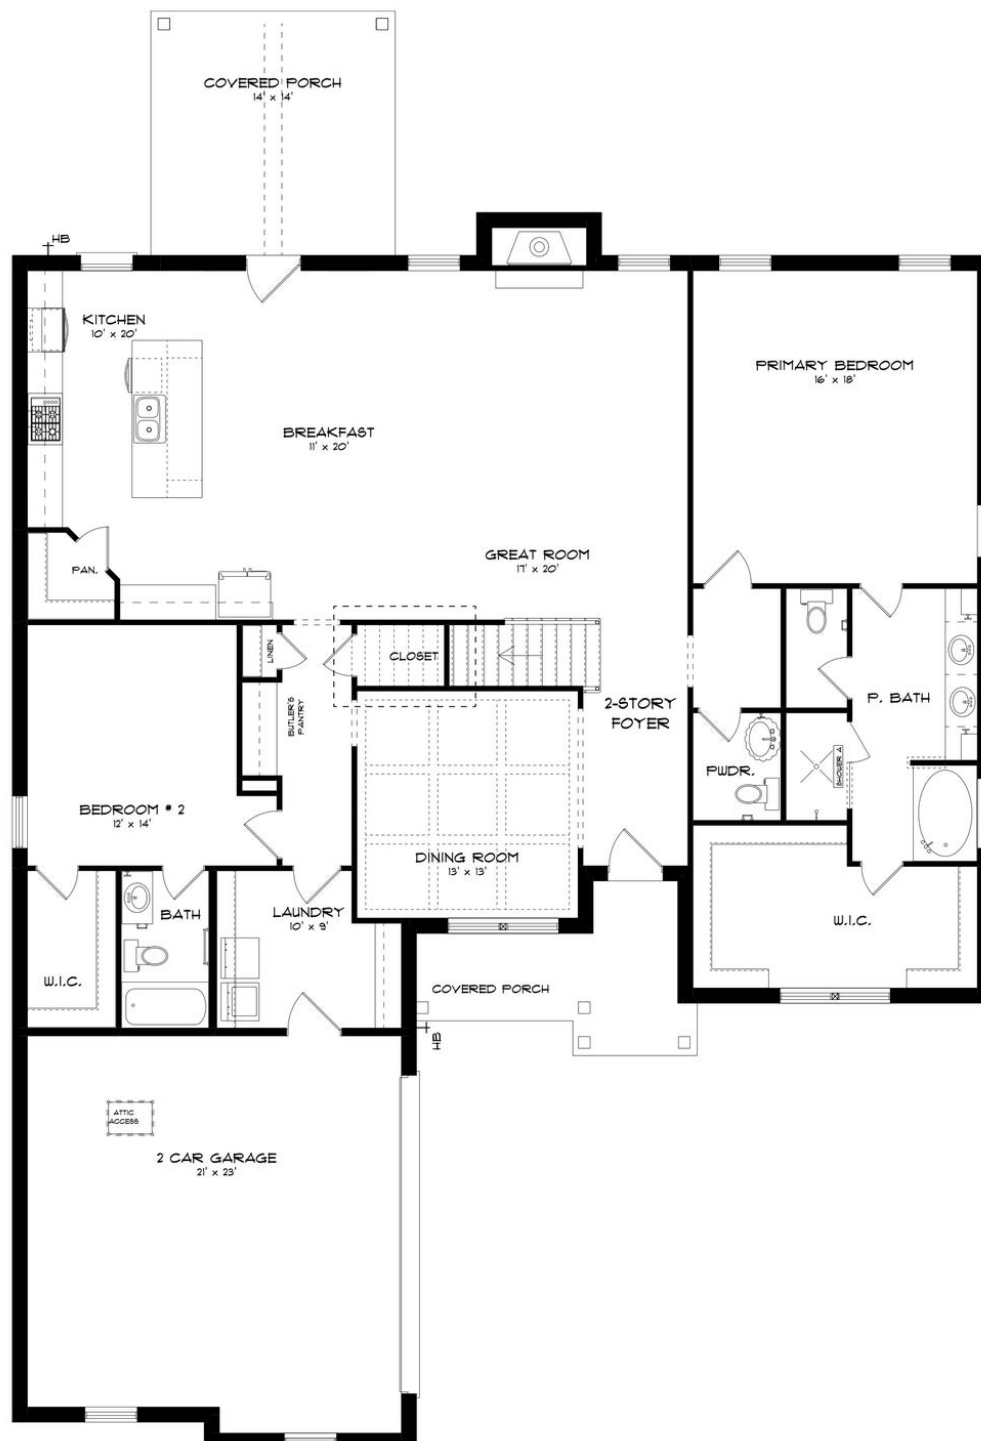 COVERED PORCH
14' x 14'
HB
KITCHEN
10' x 20'
PRIMARY BEDROOM
16' x 18'
BREAKFAST
11' x 20'
GREAT ROOM
17' x 20'
PAN.
LINEN
CLOSET
BUTLER'S
PANTRY
2-STORY
FOYER
P. BATH
PWDR.
SHOWER A
BEDROOM # 2
12' x 14'
DINING ROOM
13' x 13'
BATH
LAUNDRY
10' x 9'
W.I.C.
W.I.C.
COVERED PORCH
HB
ATTIC
ACCESS
2 CAR GARAGE
21' x 23'